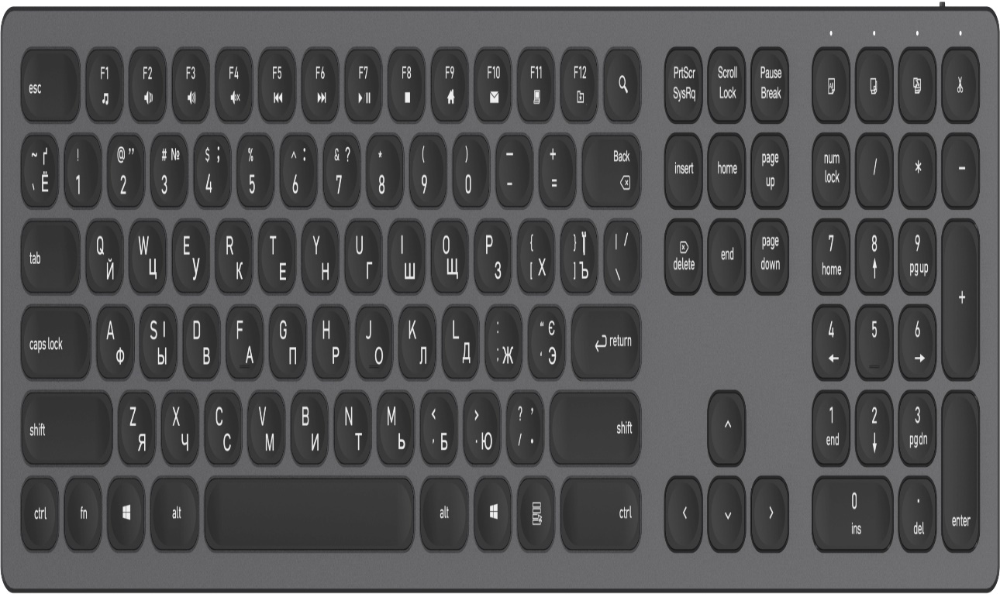 esc F1 F2 F3 F4 F5 F6 F7 F8 F9 F10 F11 F12 PrtScr SysRq Scroll Lock Pause Break
~ ґ ` Ё ! 1 @ ” 2 # № 3 $ ; 4 % 5 ^ : 6 & ? 7 * 8 ( 9 ) 0 — - + = Back insert home page up num lock / * −
tab Q Й W Ц E У R К T Е Y Н U Г I Ш O Щ P З { [ Х } Ї ] Ъ | / \ delete end page down 7 home 8 ↑ 9 pg up +
caps lock A Ф S І Ы D В F А G П H Р J О K Л L Д : ; Ж “ Є ' Э return 4 ← 5 6 →
shift Z Я X Ч C С V М B И N Т M Ь < , Б > . Ю ? , / . shift ^ 1 end 2 ↓ 3 pg dn
ctrl fn alt alt ctrl < ⌄ > 0 ins . del enter